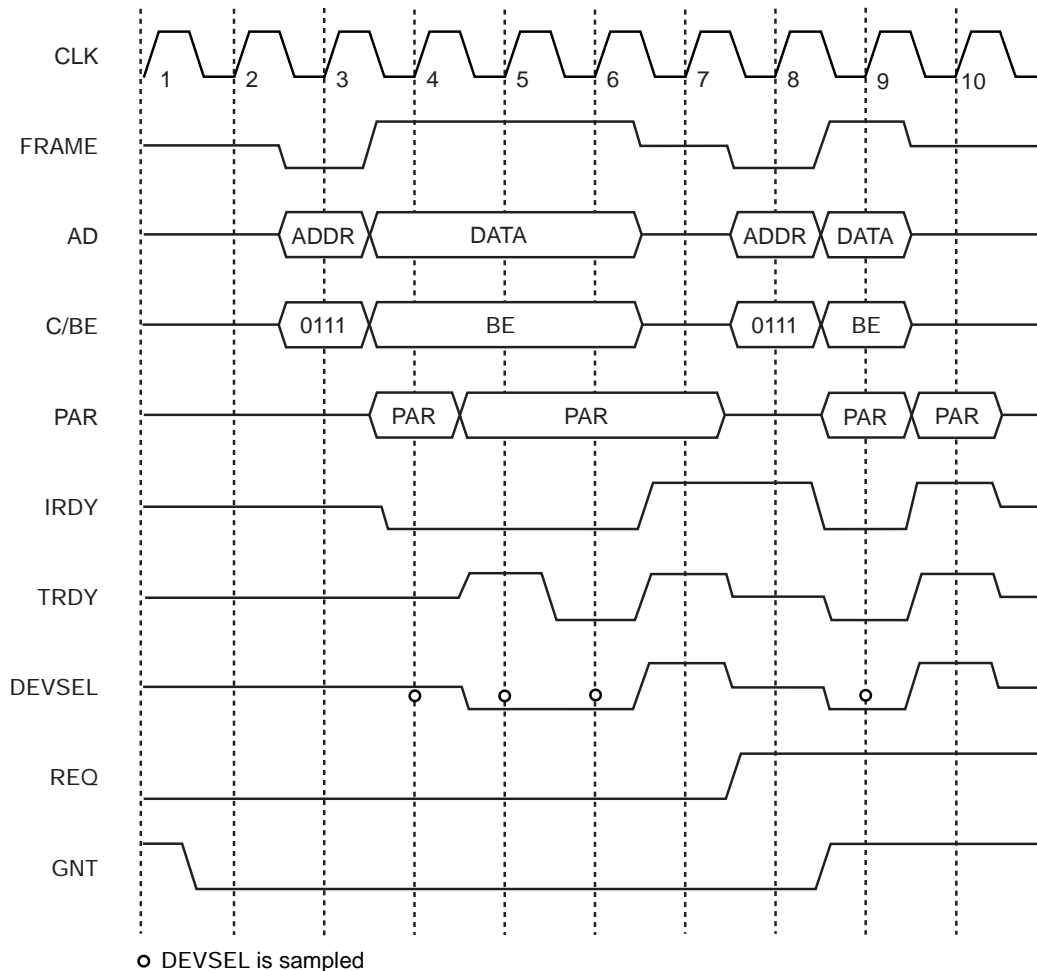 CLK
1 2 3 4 5 6 7 8 9 10
FRAME
AD
ADDR DATA ADDR DATA
C/BE
0111 BE 0111 BE
PAR
PAR PAR PAR PAR
IRDY
TRDY
DEVSEL
REQ
GNT
DEVSEL is sampled